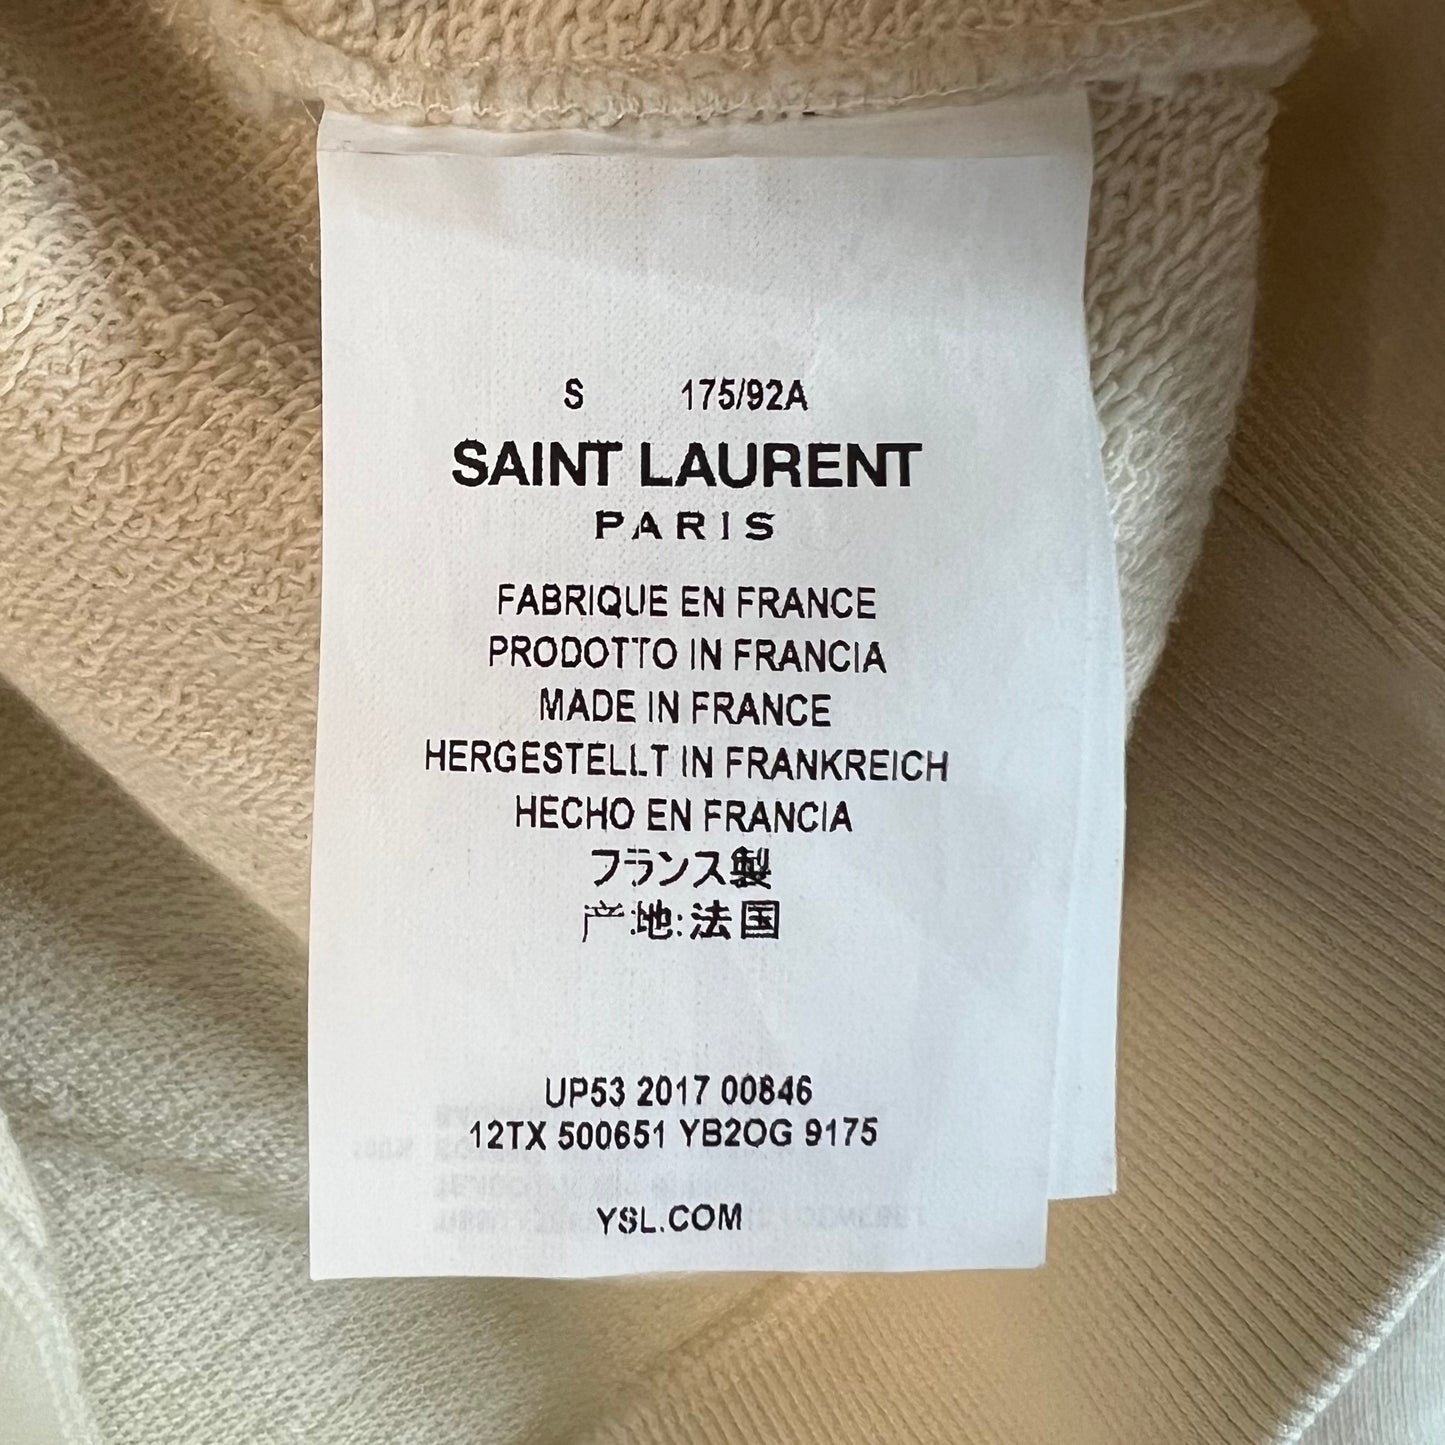 S 175/92A
SAINT LAURENT
PARIS
FABRIQUE EN FRANCE
PRODOTTO IN FRANCIA
MADE IN FRANCE
HERGESTELLT IN FRANKREICH
HECHO EN FRANCIA
フランス製
产地:法国
UP53 2017 00846
12TX 500651 YB2OG 9175
YSL.COM